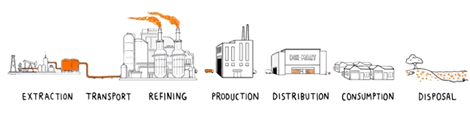 EXTRACTION TRANSPORT REFINING PRODUCTION DISTRIBUTION CONSUMPTION DISPOSAL